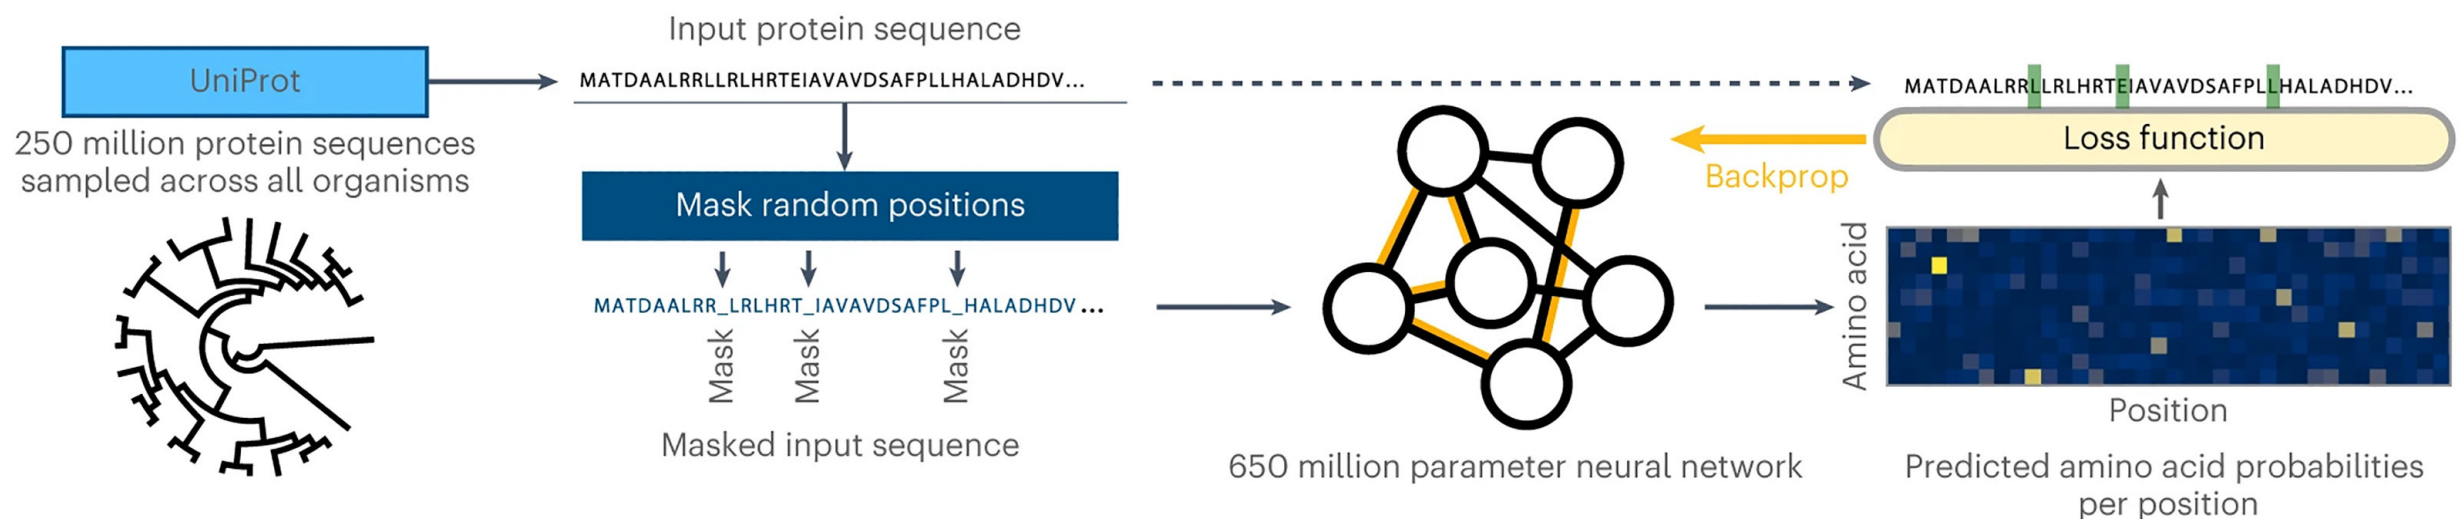 UniProt
250 million protein sequences
sampled across all organisms
Input protein sequence
MATDAALRRLLRLHRTEIAVAVDSAFPLLHALADHDV...
Mask random positions
MATDAALRR_LRLHRT_IAVAVDSAFPL_HALADHDV...
Mask
Mask
Mask
Masked input sequence
650 million parameter neural network
MATDAALRRLLRLHRTEIAVAVDSAFPLLHALADHDV...
Loss function
Backprop
Amino acid
Position
Predicted amino acid probabilities
per position